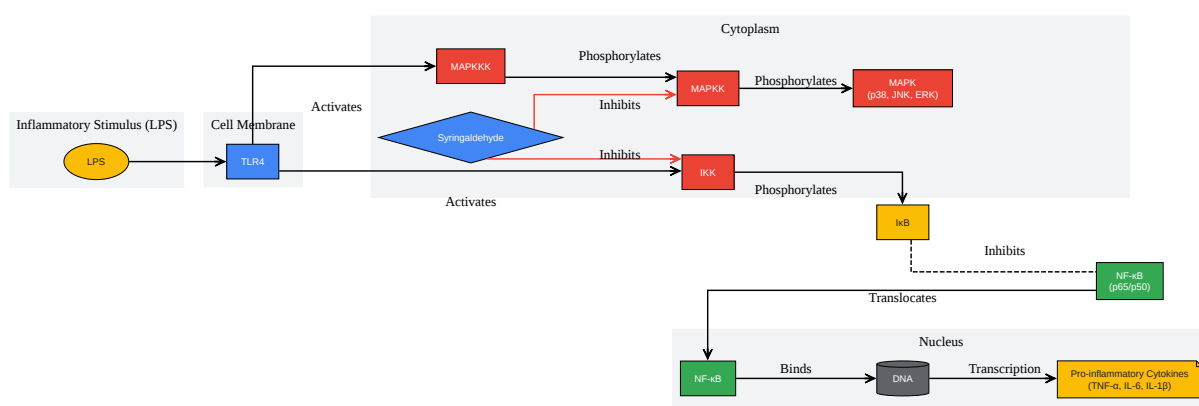 Cytoplasm
Phosphorylates
MAPKKK
Phosphorylates
MAPKK
MAPK
(p38, JNK, ERK)
Activates
Inhibits
Inflammatory Stimulus (LPS)
Cell Membrane
Syringaldehyde
Inhibits
LPS
TLR4
IKK
Phosphorylates
Activates
IκB
Inhibits
NF-κB
(p65/p50)
Translocates
Nucleus
NF-κB
Binds
DNA
Transcription
Pro-inflammatory Cytokines
(TNF-α, IL-6, IL-1β)